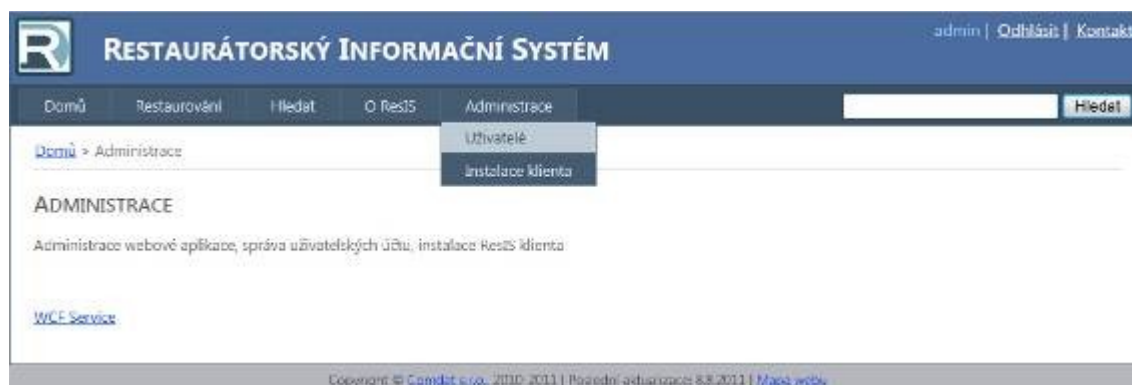 R RESTAURÁTORSKÝ INFORMAČNÍ SYSTÉM
admin | Odhlásit | Kontakt
Domů Restaurování Hledat O ResIS Administrace Hledat
Uživatelé
Instalace klienta
Domů > Administrace
ADMINISTRACE
Administrace webové aplikace, správa uživatelských účtu, instalace ResIS klienta
WCF Service
Copyright © Comdat s.r.o. 2010-2011 | Poslední aktualizace: 8.8.2011 | Mapa webu